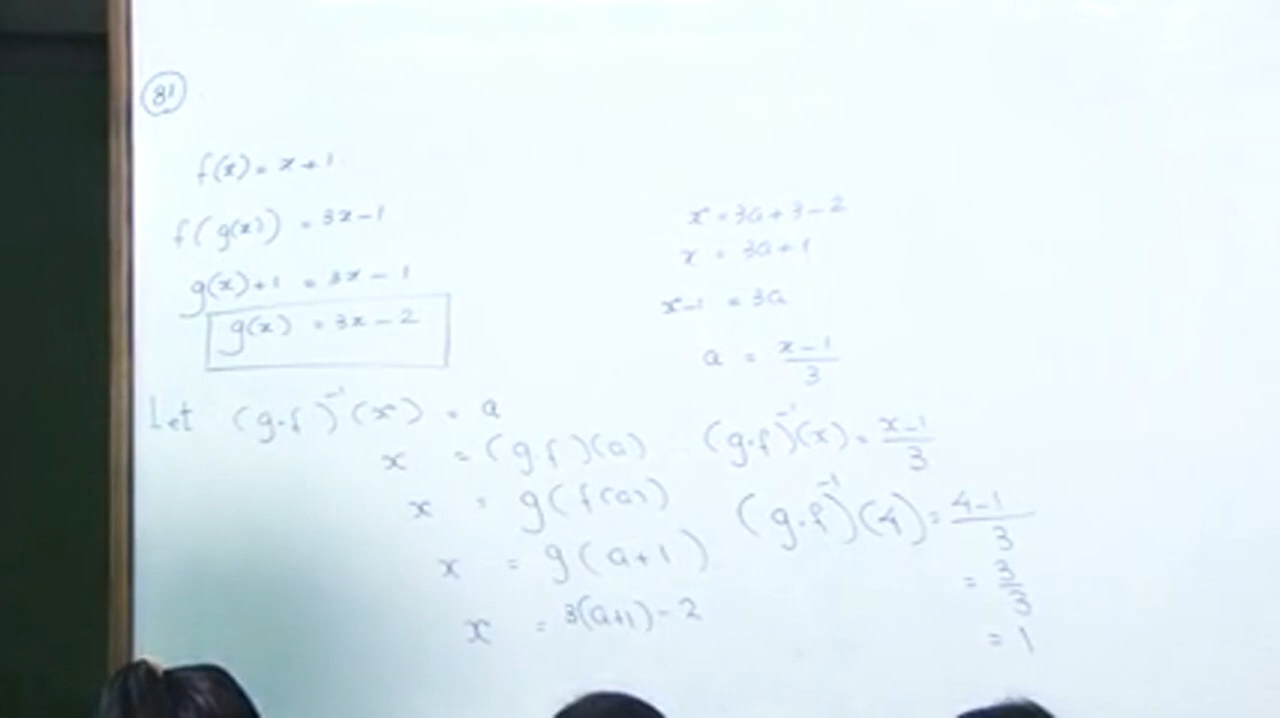 81
f(x) = x + 1
f(g(x)) = 3x - 1
g(x) + 1 = 3x - 1
g(x) = 3x - 2
Let (g.f)⁻¹(x) = a
x = (g.f)(a)
x = g(f(a))
x = g(a+1)
x = 3(a+1) - 2
x = 3a + 3 - 2
x = 3a + 1
x - 1 = 3a
a = (x - 1)/3
(g.f)⁻¹(x) = (x - 1)/3
(g.f)⁻¹(4) = (4 - 1)/3
= 3/3
= 1